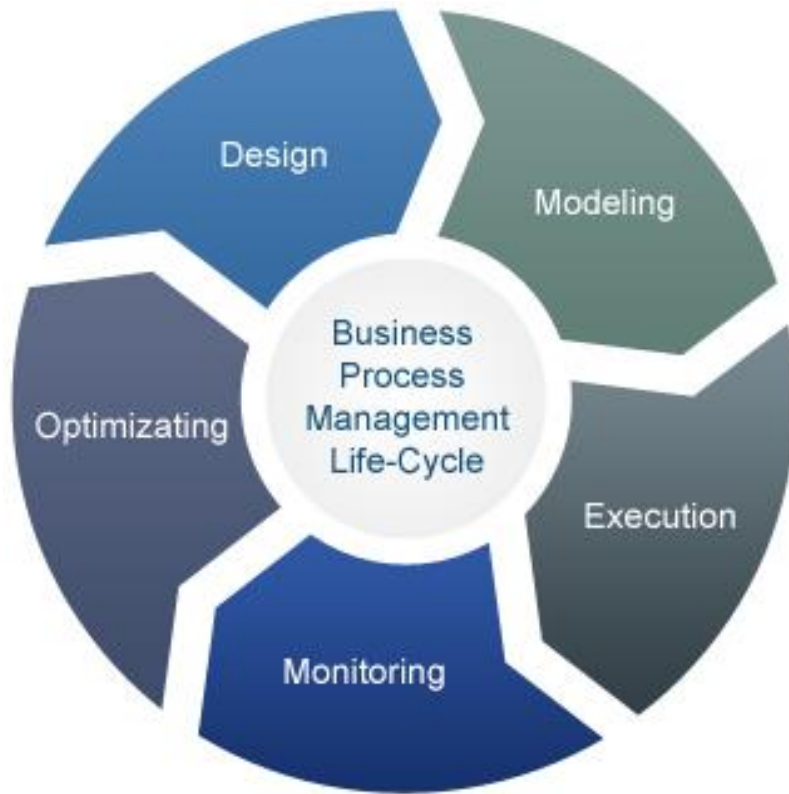 Design
Modeling
Business
Process
Management
Life-Cycle
Optimizating
Execution
Monitoring